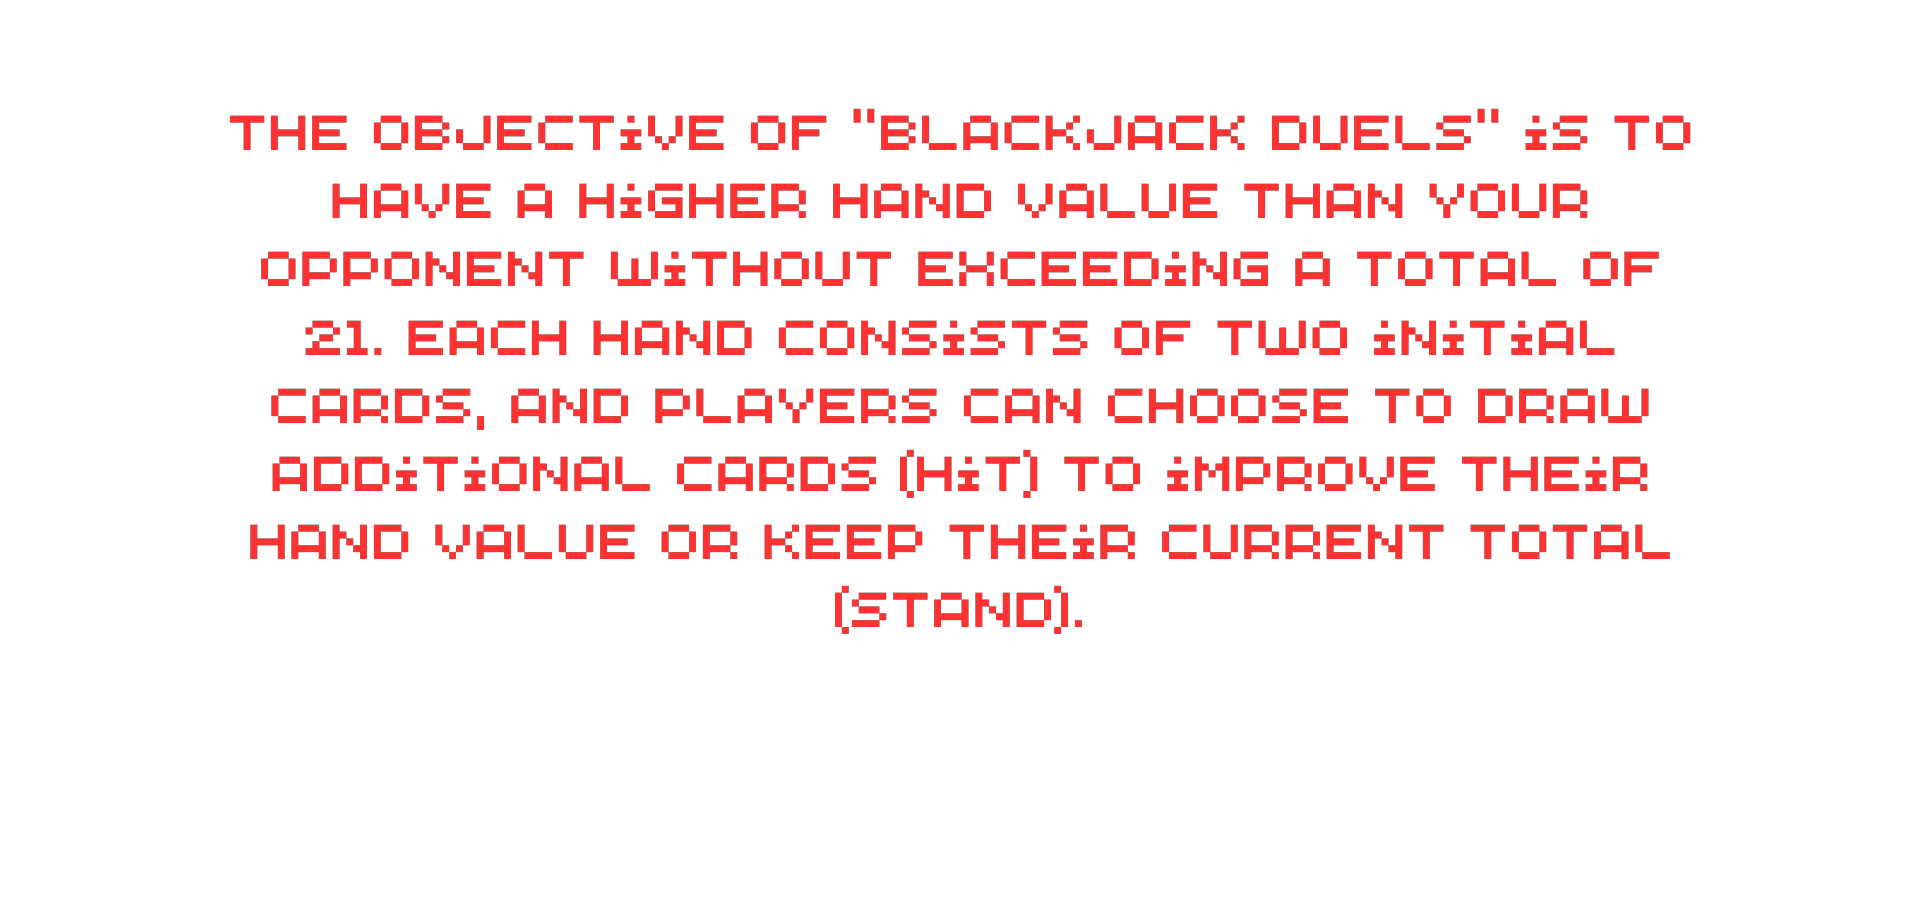 THE OBJECTiVE OF "BLACKJACK DUELS" iS TO
HAVE A HiGHER HAND VALUE THAN YOUR
OPPONENT WiTHOUT EXCEEDiNG A TOTAL OF
21. EACH HAND CONSiSTS OF TWO iNiTiAL
CARDS, AND PLAYERS CAN CHOOSE TO DRAW
ADDiTiONAL CARDS (HiT) TO iMPROVE THEiR
HAND VALUE OR KEEP THEiR CURRENT TOTAL
(STAND).